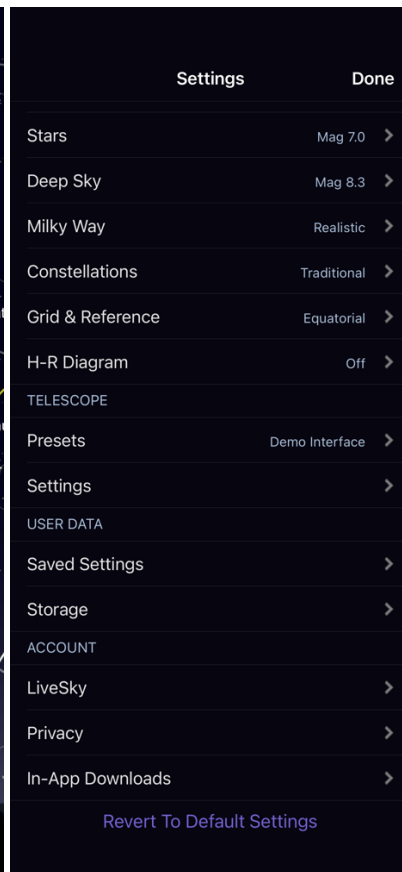 Settings Done
Stars Mag 7.0
Deep Sky Mag 8.3
Milky Way Realistic
Constellations Traditional
Grid & Reference Equatorial
H-R Diagram Off
TELESCOPE
Presets Demo Interface
Settings
USER DATA
Saved Settings
Storage
ACCOUNT
LiveSky
Privacy
In-App Downloads
Revert To Default Settings